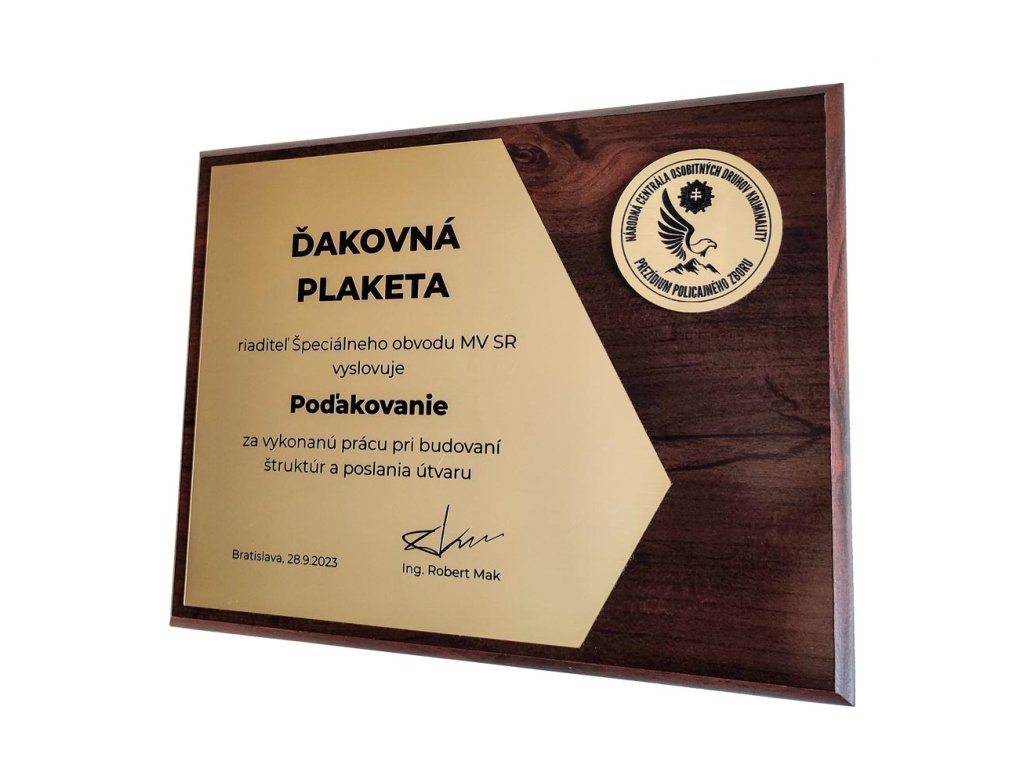 ĎAKOVNÁ
PLAKETA
riaditeľ Špeciálneho obvodu MV SR
vyslovuje
Poďakovanie
za vykonanú prácu pri budovaní
štruktúr a poslania útvaru
Bratislava, 28.9.2023
Ing. Robert Mak
NÁRODNÁ CENTRÁLA OSOBITNÝCH DRUHOV KRIMINALITY
PREZÍDIUM POLICAJNÉHO ZBORU